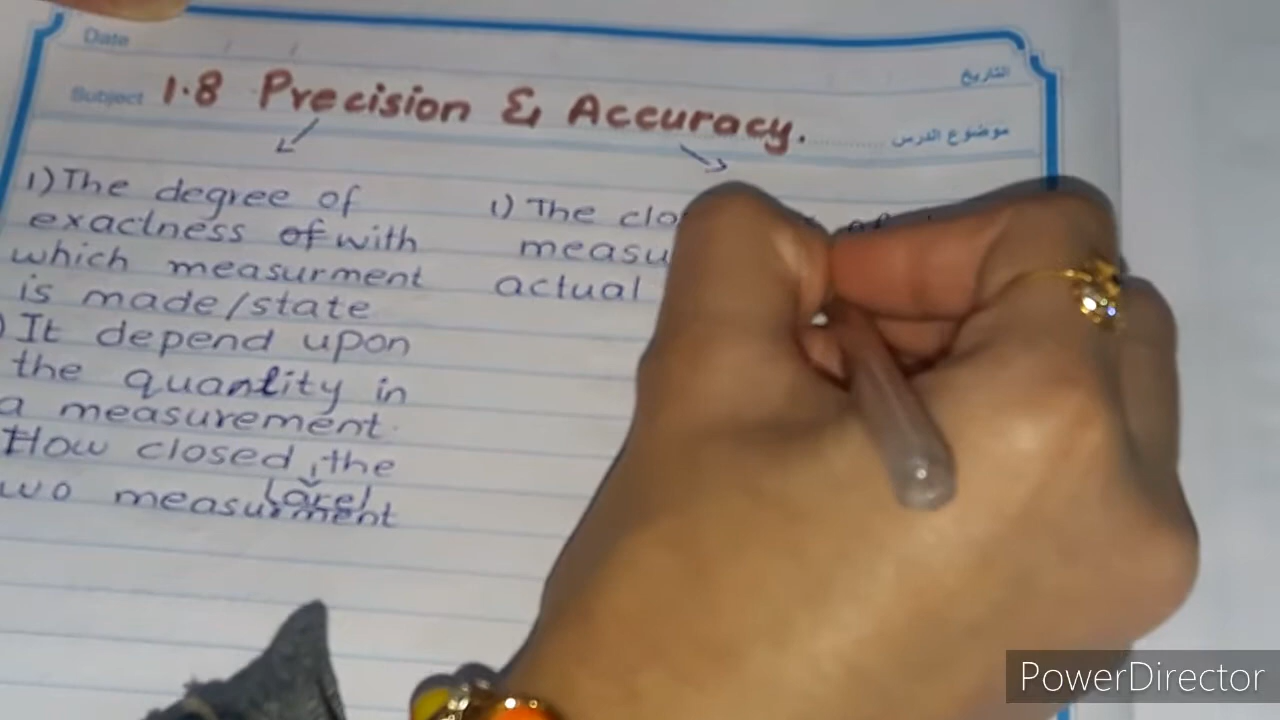 Date
التاريخ
Subject
1.8 Precision & Accuracy.
موضوع الدرس
1) The degree of
exactness of with
which measurment
is made/state
) It depend upon
the quantity in
a measurement.
How closed, the
(are)
wo measurment
1) The clo
measu
actual
PowerDirector